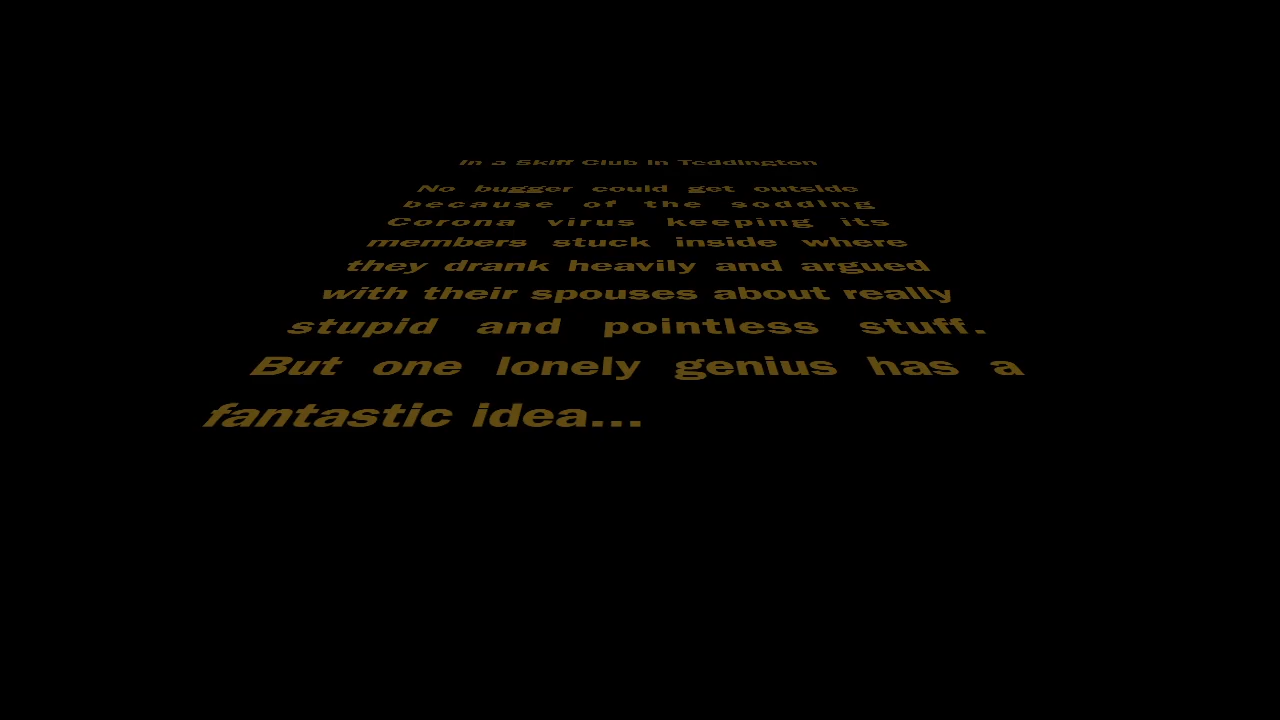 In a Skiff Club in Teddington
No bugger could get outside
because of the sodding
Corona virus keeping its
members stuck inside where
they drank heavily and argued
with their spouses about really
stupid and pointless stuff.
But one lonely genius has a
fantastic idea...